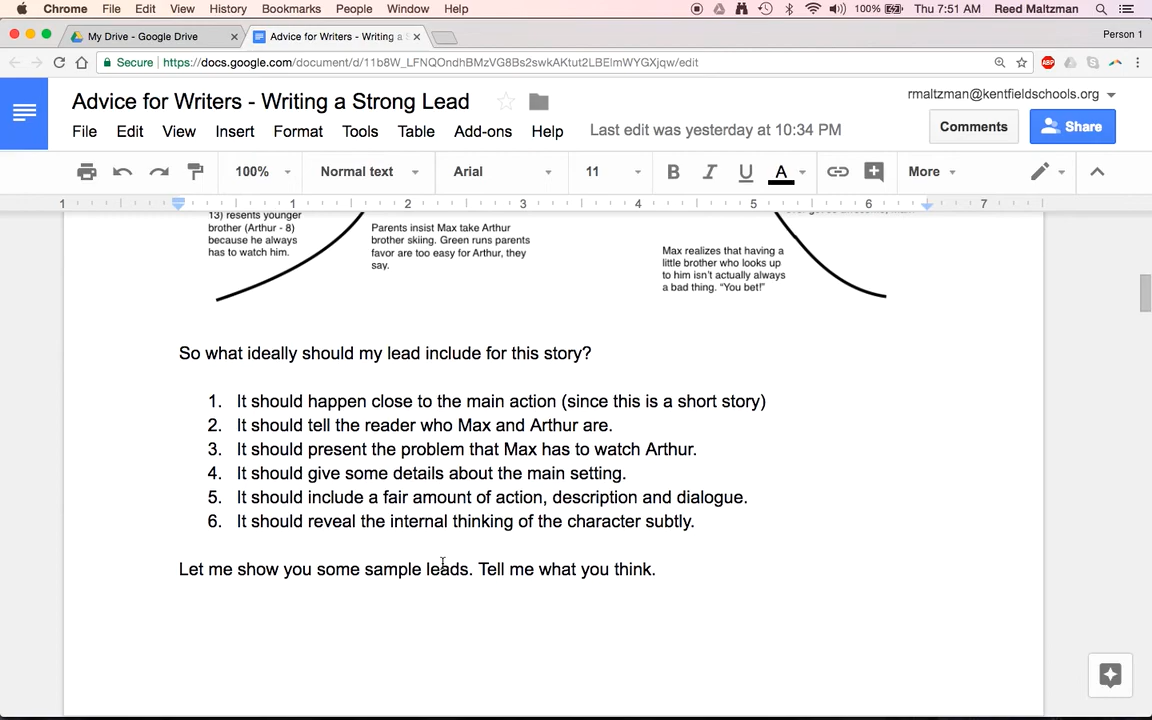 Chrome File Edit View History Bookmarks People Window Help 100% Thu 7:51 AM Reed Maltzman
My Drive - Google Drive Advice for Writers - Writing a S Person 1
Secure https://docs.google.com/document/d/11b8W_LFNQOndhBMzVG8Bs2swkAKtut2LBElmWYGXjqw/edit ABP
Advice for Writers - Writing a Strong Lead rmaltzman@kentfieldschools.org
File Edit View Insert Format Tools Table Add-ons Help Last edit was yesterday at 10:34 PM Comments Share
100% Normal text Arial 11 B I U A More
1 1 2 3 4 5 6 7
13) resents younger
brother (Arthur - 8)
because he always
has to watch him.
Parents insist Max take Arthur
brother skiing. Green runs parents
favor are too easy for Arthur, they
say.
Max realizes that having a
little brother who looks up
to him isn't actually always
a bad thing. "You bet!"
So what ideally should my lead include for this story?
1. It should happen close to the main action (since this is a short story)
2. It should tell the reader who Max and Arthur are.
3. It should present the problem that Max has to watch Arthur.
4. It should give some details about the main setting.
5. It should include a fair amount of action, description and dialogue.
6. It should reveal the internal thinking of the character subtly.
Let me show you some sample leads. Tell me what you think.